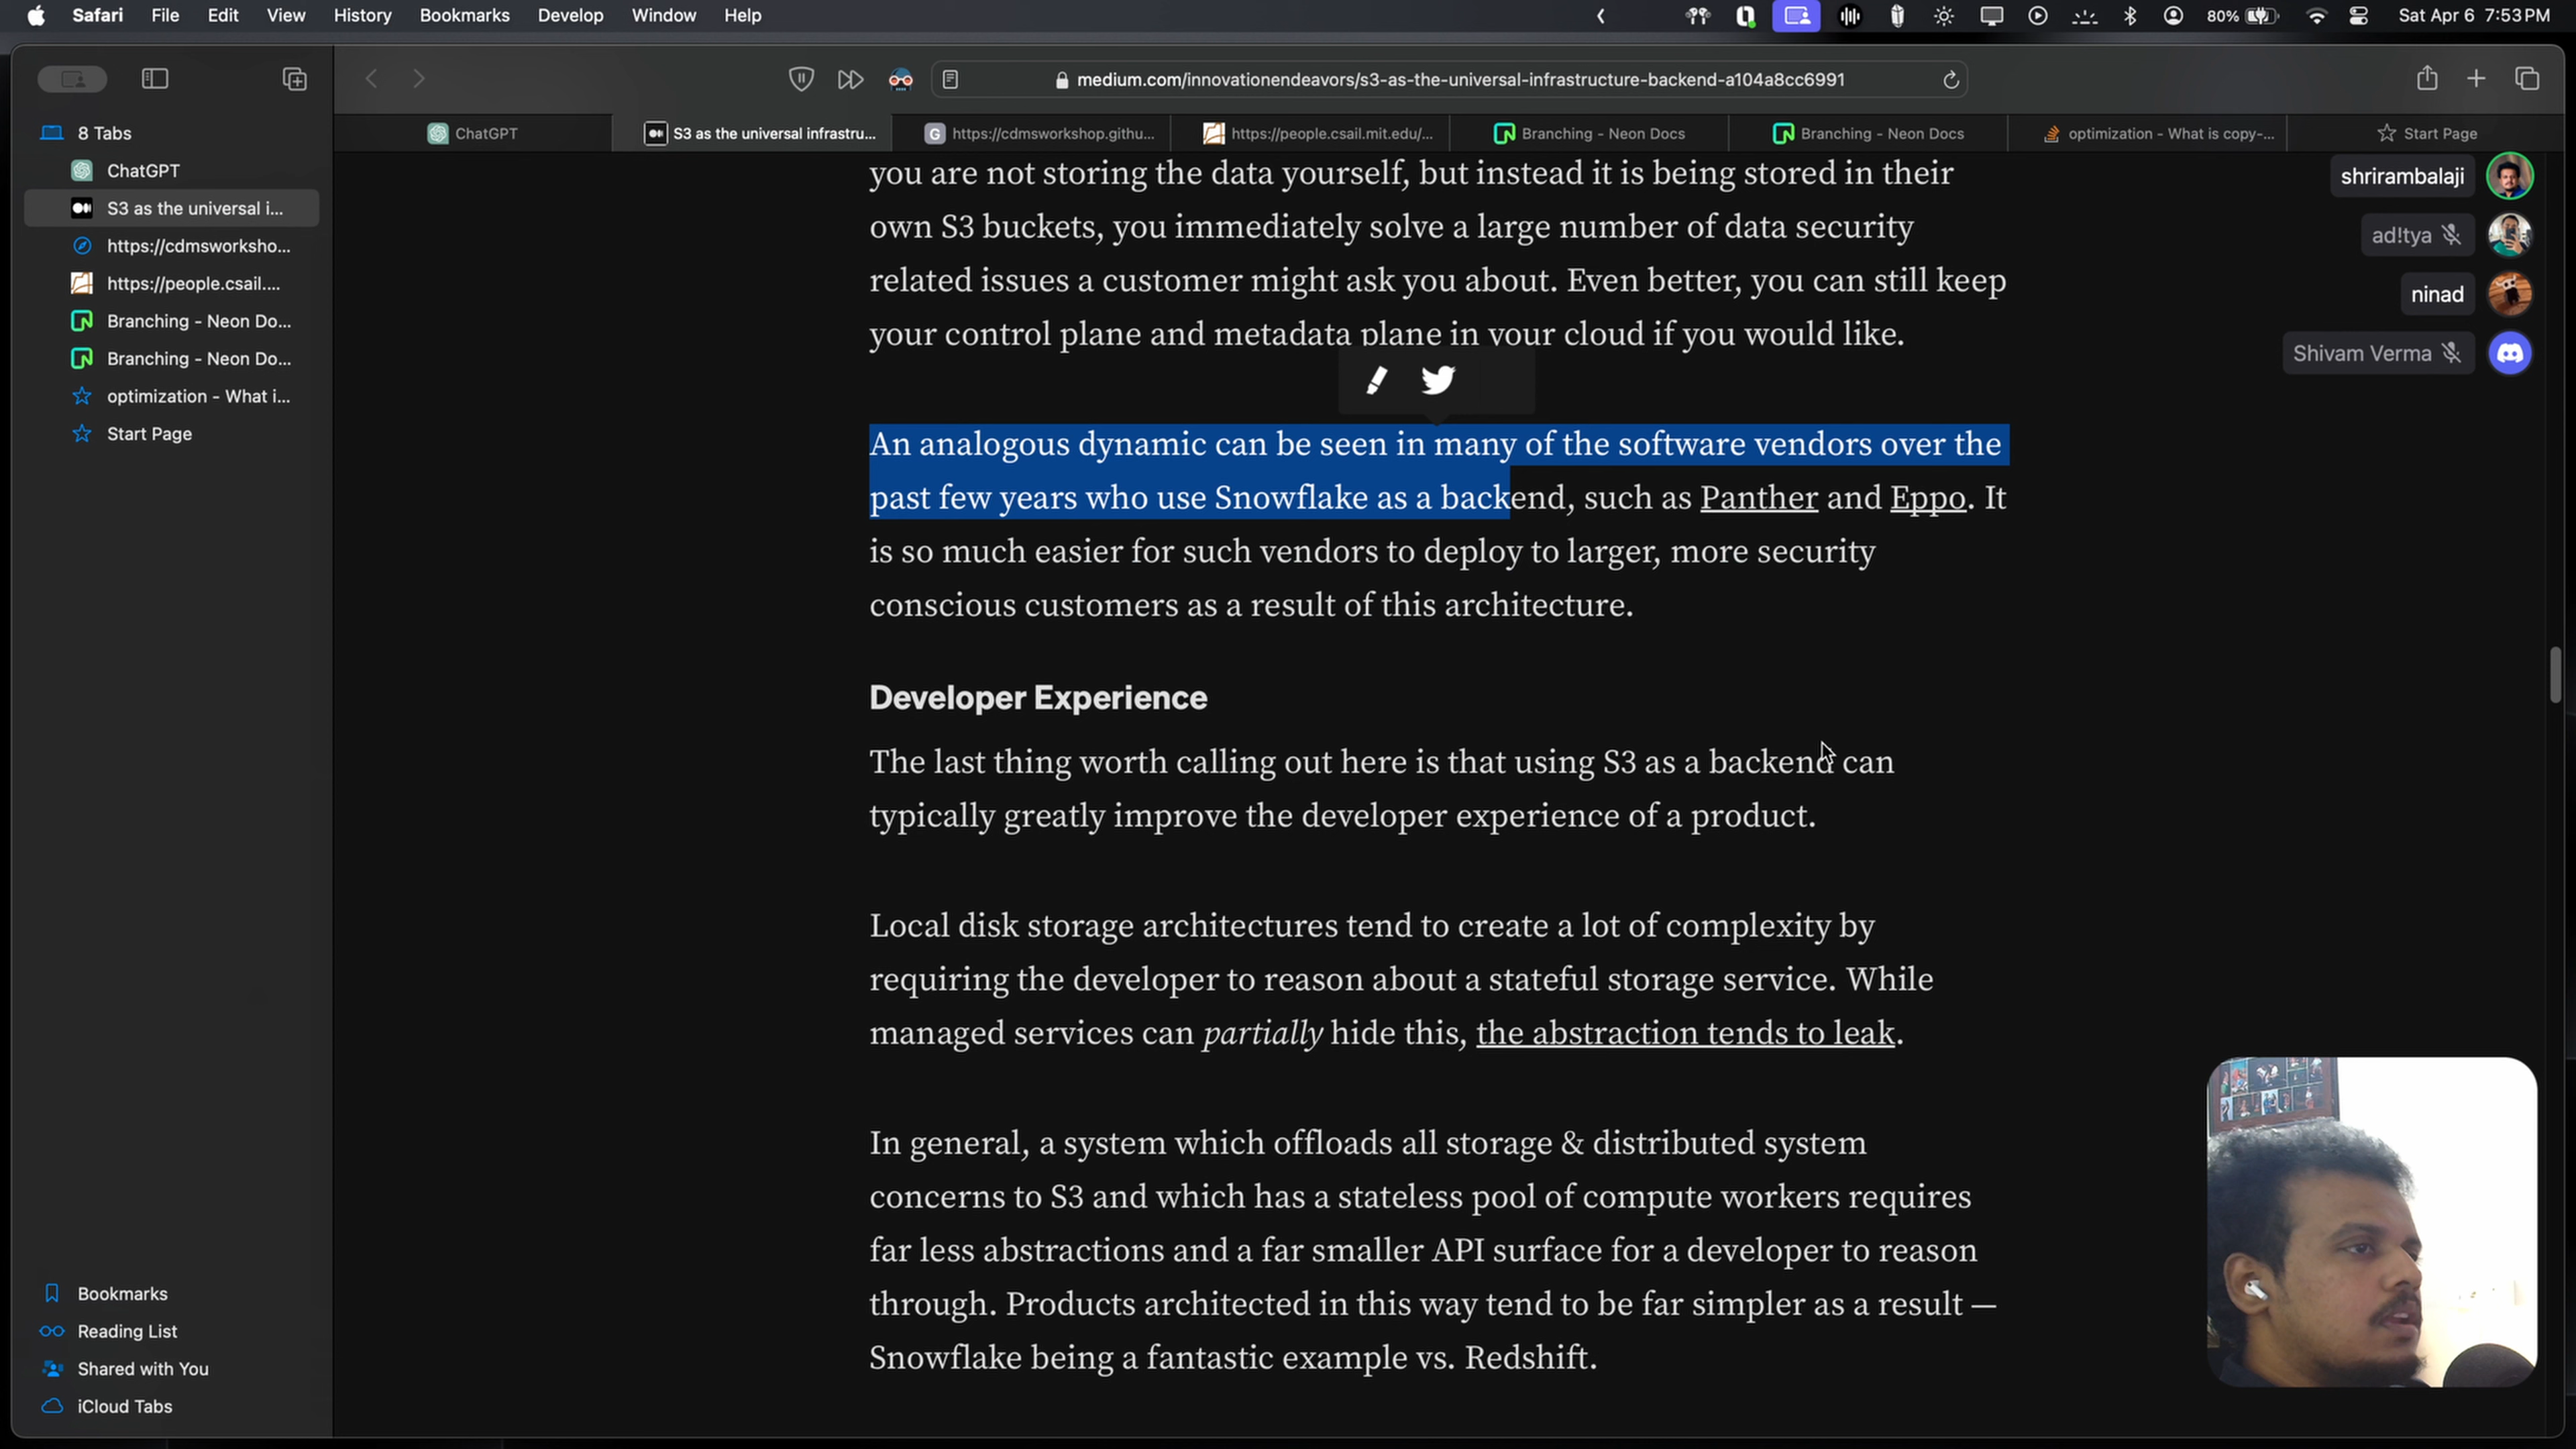 Safari File Edit View History Bookmarks Develop Window Help
80% Sat Apr 6 7:53 PM
medium.com/innovationendeavors/s3-as-the-universal-infrastructure-backend-a104a8cc6991
8 Tabs
ChatGPT
S3 as the universal i...
https://cdmsworksho...
https://people.csail....
Branching - Neon Do...
Branching - Neon Do...
optimization - What i...
Start Page
Bookmarks
Reading List
Shared with You
iCloud Tabs
ChatGPT
S3 as the universal infrastru...
G https://cdmsworkshop.githu...
https://people.csail.mit.edu/...
Branching - Neon Docs
Branching - Neon Docs
optimization - What is copy-...
Start Page
you are not storing the data yourself, but instead it is being stored in their
own S3 buckets, you immediately solve a large number of data security
related issues a customer might ask you about. Even better, you can still keep
your control plane and metadata plane in your cloud if you would like.
An analogous dynamic can be seen in many of the software vendors over the
past few years who use Snowflake as a backend, such as Panther and Eppo. It
is so much easier for such vendors to deploy to larger, more security
conscious customers as a result of this architecture.
Developer Experience
The last thing worth calling out here is that using S3 as a backend can
typically greatly improve the developer experience of a product.
Local disk storage architectures tend to create a lot of complexity by
requiring the developer to reason about a stateful storage service. While
managed services can partially hide this, the abstraction tends to leak.
In general, a system which offloads all storage & distributed system
concerns to S3 and which has a stateless pool of compute workers requires
far less abstractions and a far smaller API surface for a developer to reason
through. Products architected in this way tend to be far simpler as a result —
Snowflake being a fantastic example vs. Redshift.
shrirambalaji
ad!tya
ninad
Shivam Verma